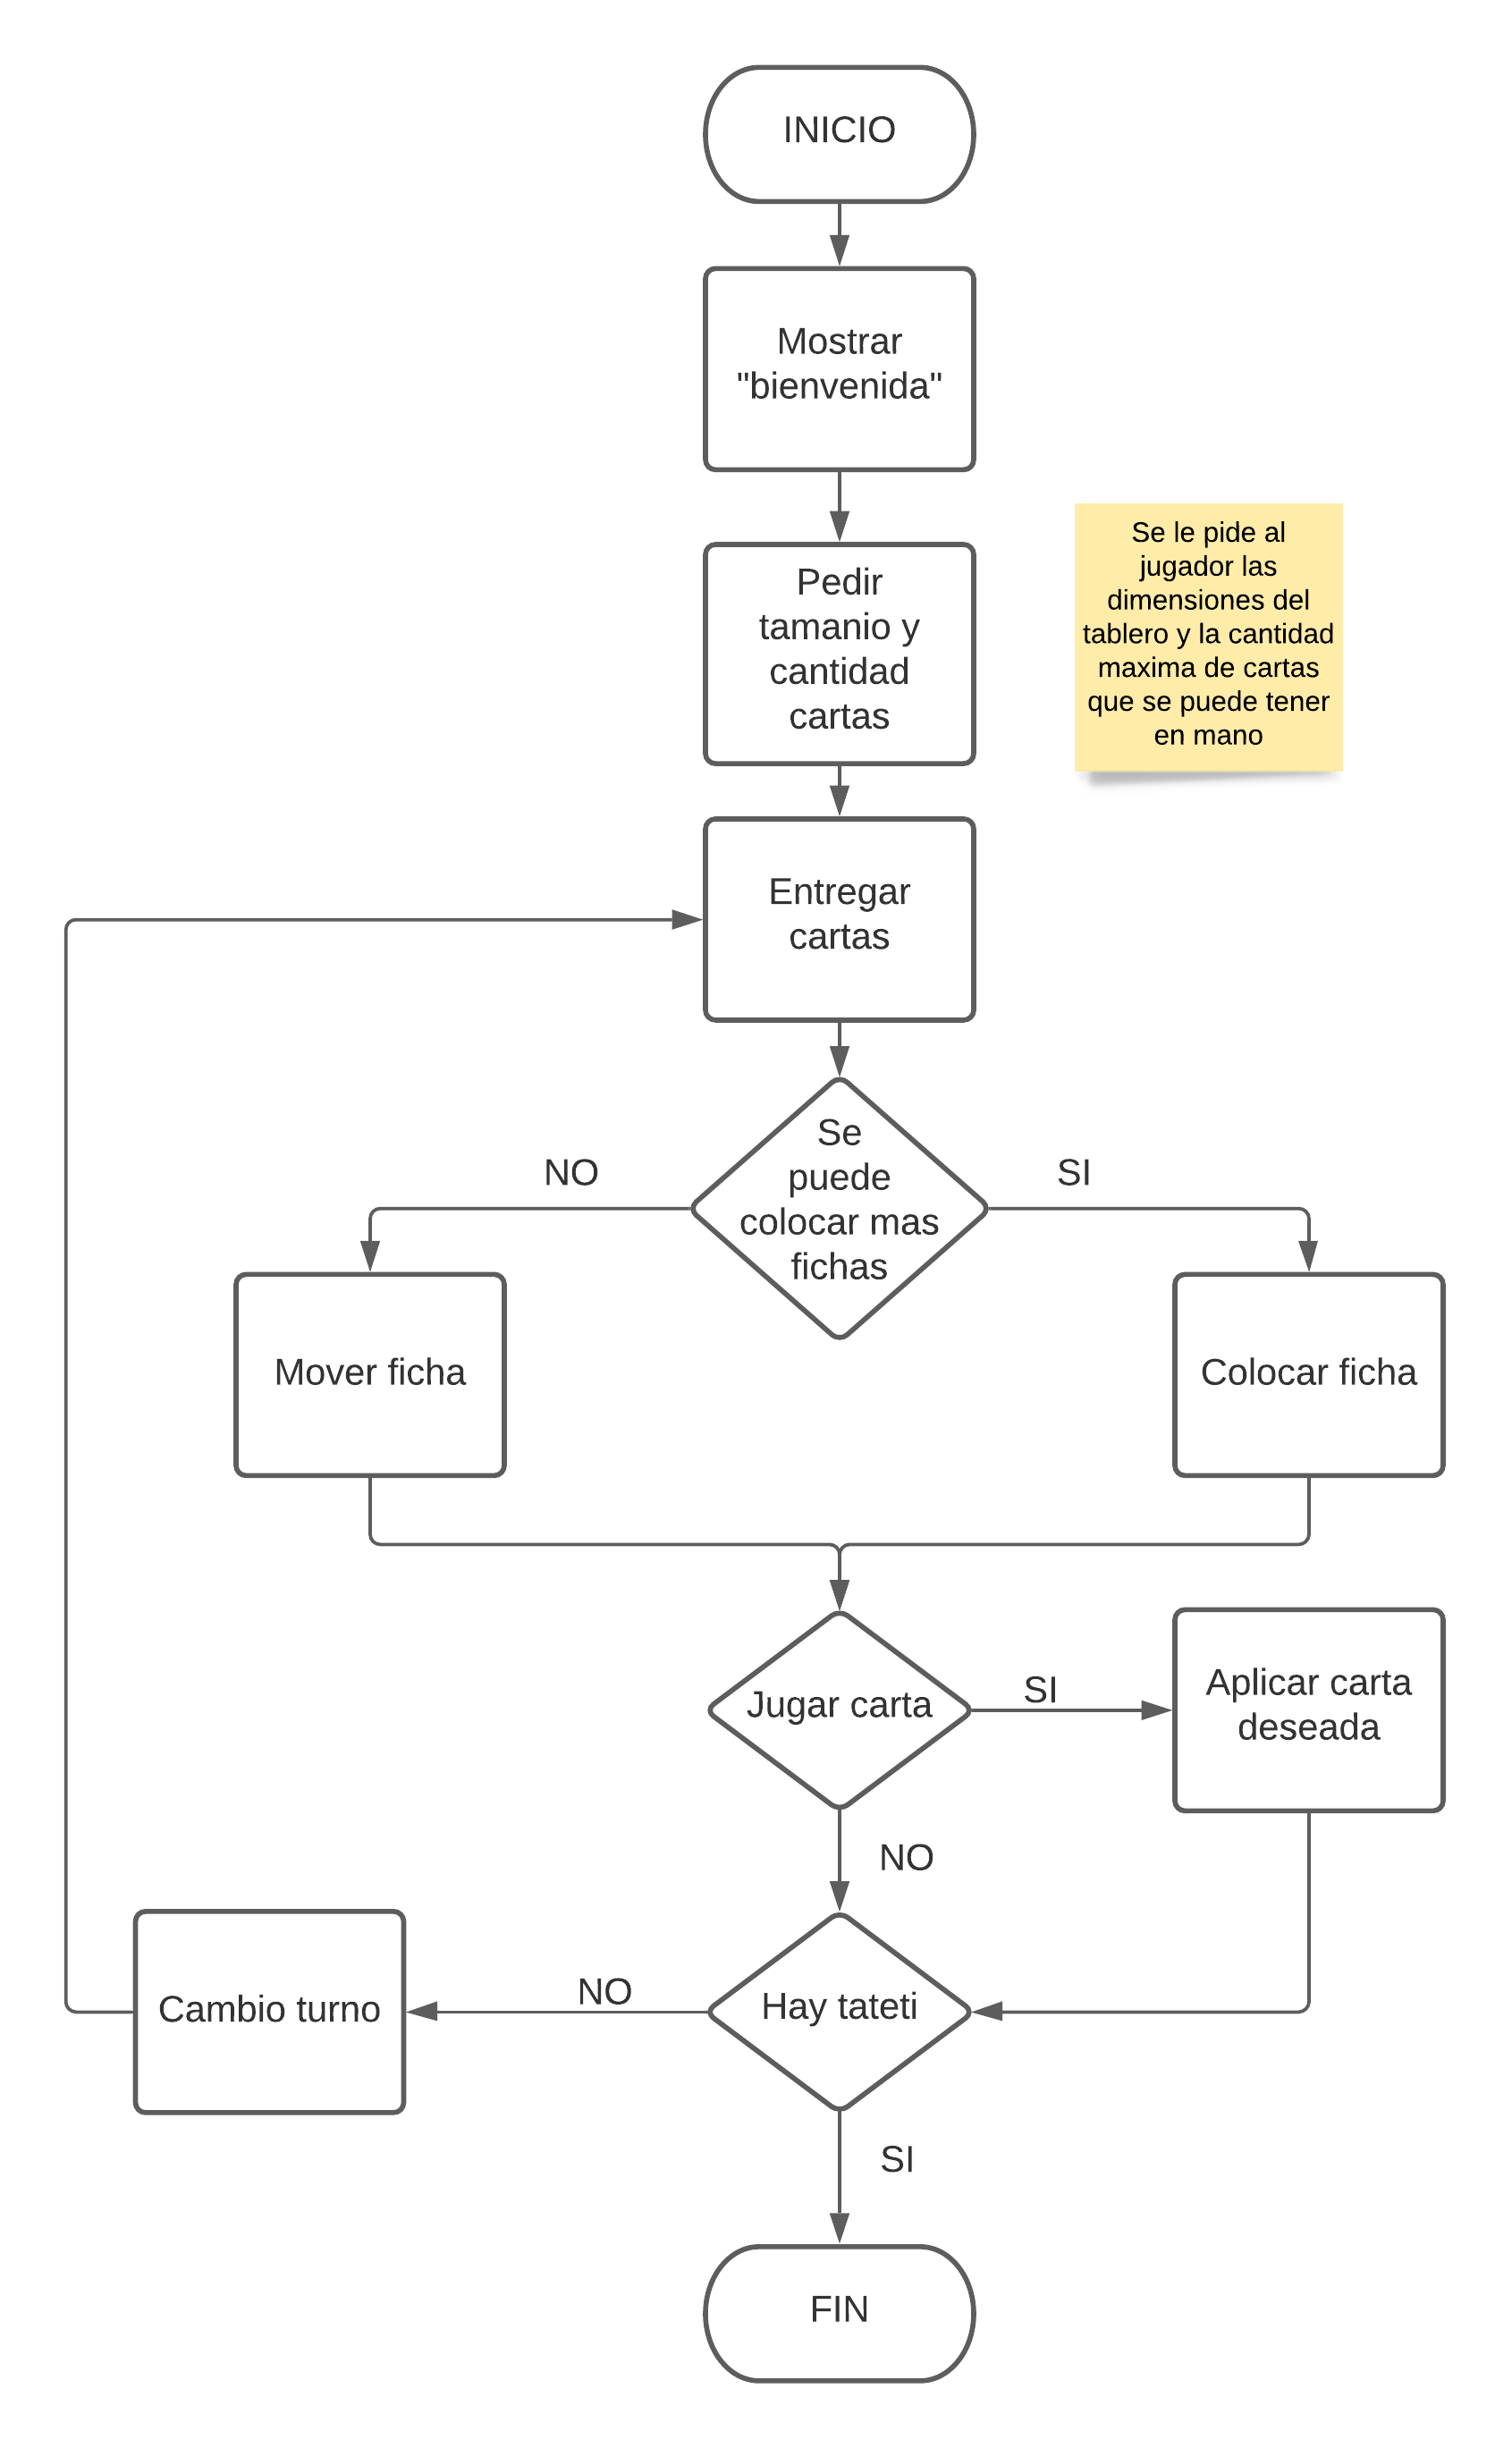 INICIO
Mostrar
"bienvenida"
Pedir
tamanio y
cantidad
cartas
Se le pide al
jugador las
dimensiones del
tablero y la cantidad
maxima de cartas
que se puede tener
en mano
Entregar
cartas
Se
puede
colocar mas
fichas
NO
SI
Mover ficha
Colocar ficha
Jugar carta
SI
Aplicar carta
deseada
NO
Hay tateti
NO
Cambio turno
SI
FIN